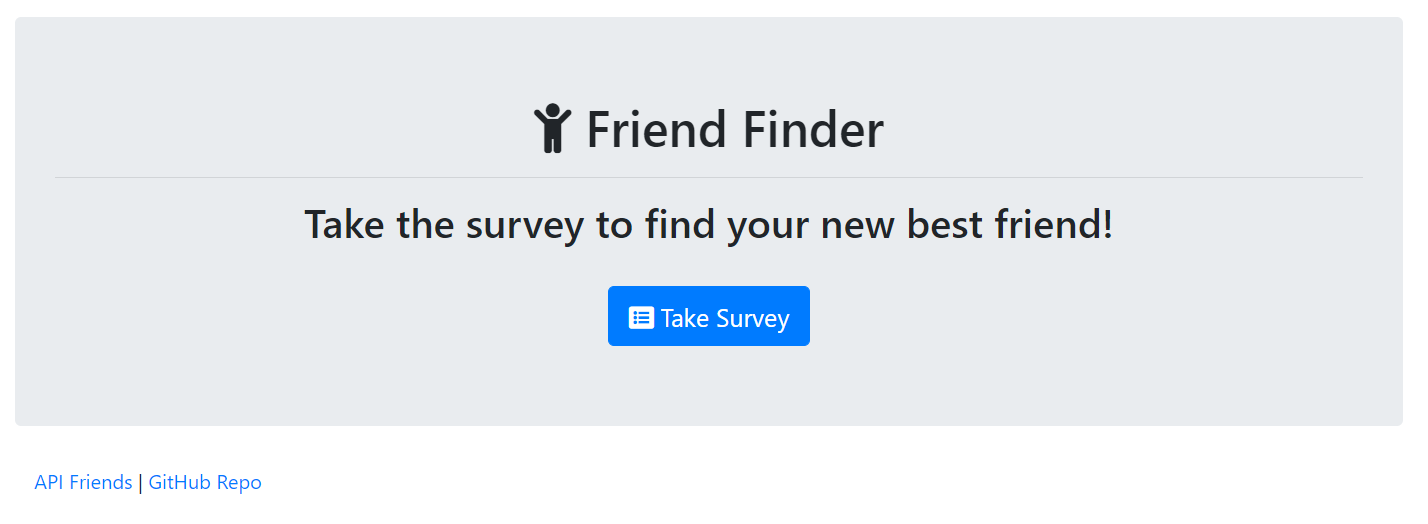 Friend Finder
Take the survey to find your new best friend!
Take Survey
API Friends | GitHub Repo